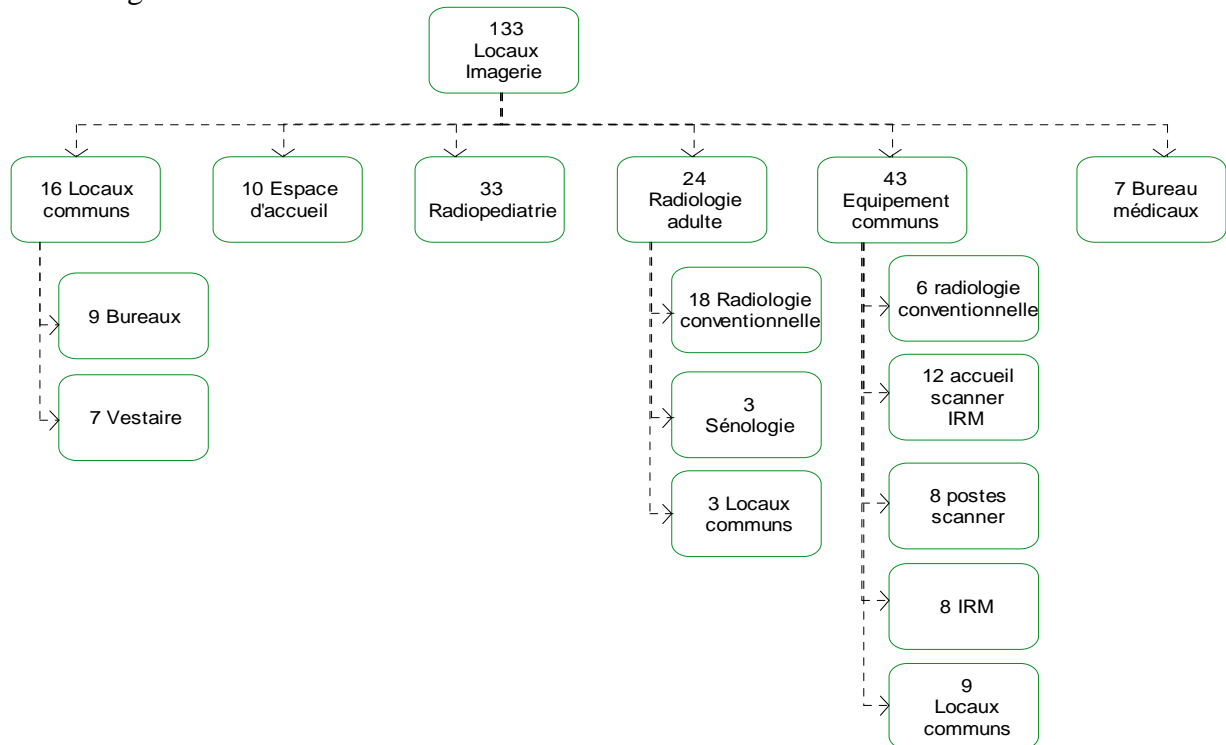 133
Locaux
Imagerie
16 Locaux
communs
10 Espace
d'accueil
33
Radiopediatrie
24
Radiologie
adulte
43
Equipement
communs
7 Bureau
médicaux
9 Bureaux
7 Vestaire
18 Radiologie
conventionnelle
3
Sénologie
3 Locaux
communs
6 radiologie
conventionnelle
12 accueil
scanner
IRM
8 postes
scanner
8 IRM
9
Locaux
communs